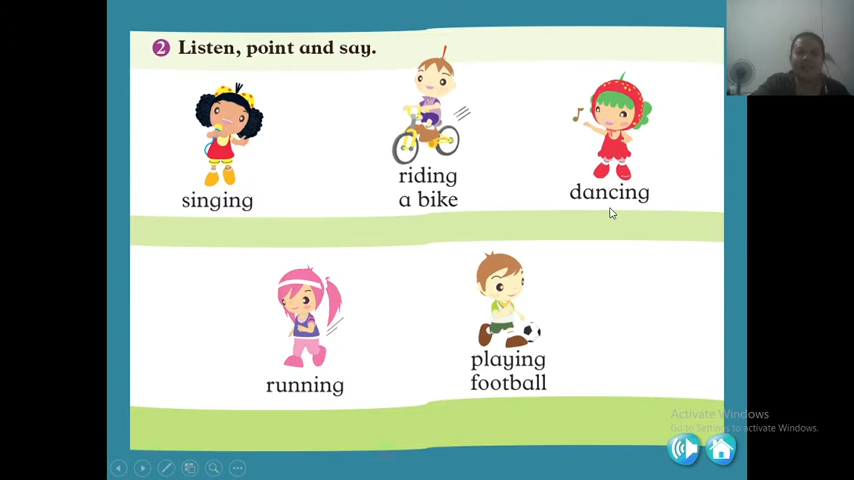 2 Listen, point and say.
singing
riding
a bike
dancing
running
playing
football
Activate Windows
Go to Settings to activate Windows.